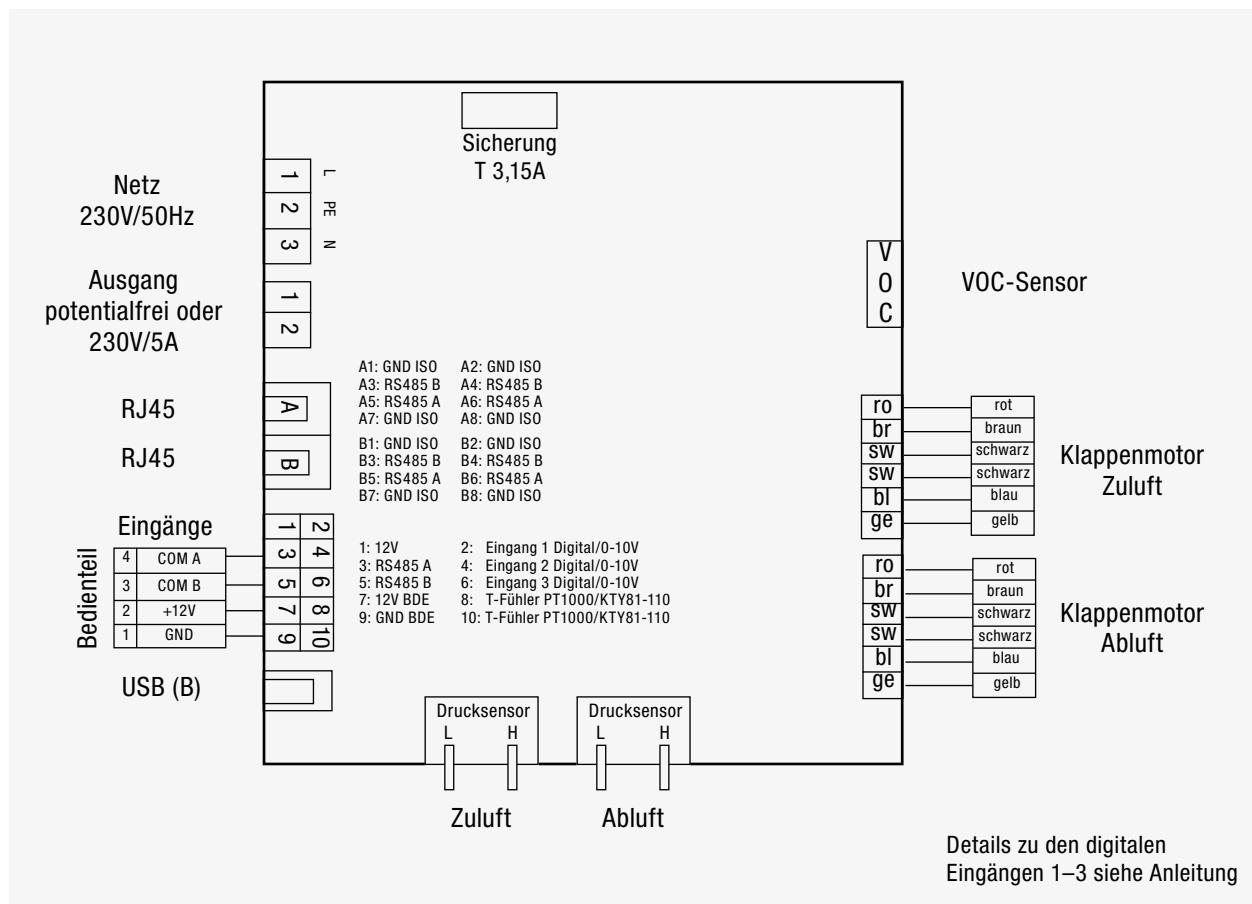 Sicherung
T 3,15A
Netz
230V/50Hz
1 L
2 PE
3 N
Ausgang
potentialfrei oder
230V/5A
1
2
RJ45
A
RJ45
B
A1: GND ISO A2: GND ISO
A3: RS485 B A4: RS485 B
A5: RS485 A A6: RS485 A
A7: GND ISO A8: GND ISO
B1: GND ISO B2: GND ISO
B3: RS485 B B4: RS485 B
B5: RS485 A B6: RS485 A
B7: GND ISO B8: GND ISO
Eingänge
Bedienteil
4 COM A
3 COM B
2 +12V
1 GND
1 2
3 4
5 6
7 8
9 10
1: 12V 2: Eingang 1 Digital/0-10V
3: RS485 A 4: Eingang 2 Digital/0-10V
5: RS485 B 6: Eingang 3 Digital/0-10V
7: 12V BDE 8: T-Fühler PT1000/KTY81-110
9: GND BDE 10: T-Fühler PT1000/KTY81-110
USB (B)
V
O
C
VOC-Sensor
ro rot
br braun
sw schwarz
sw schwarz
bl blau
ge gelb
Klappenmotor
Zuluft
ro rot
br braun
sw schwarz
sw schwarz
bl blau
ge gelb
Klappenmotor
Abluft
Drucksensor
L H
Zuluft
Drucksensor
L H
Abluft
Details zu den digitalen
Eingängen 1–3 siehe Anleitung